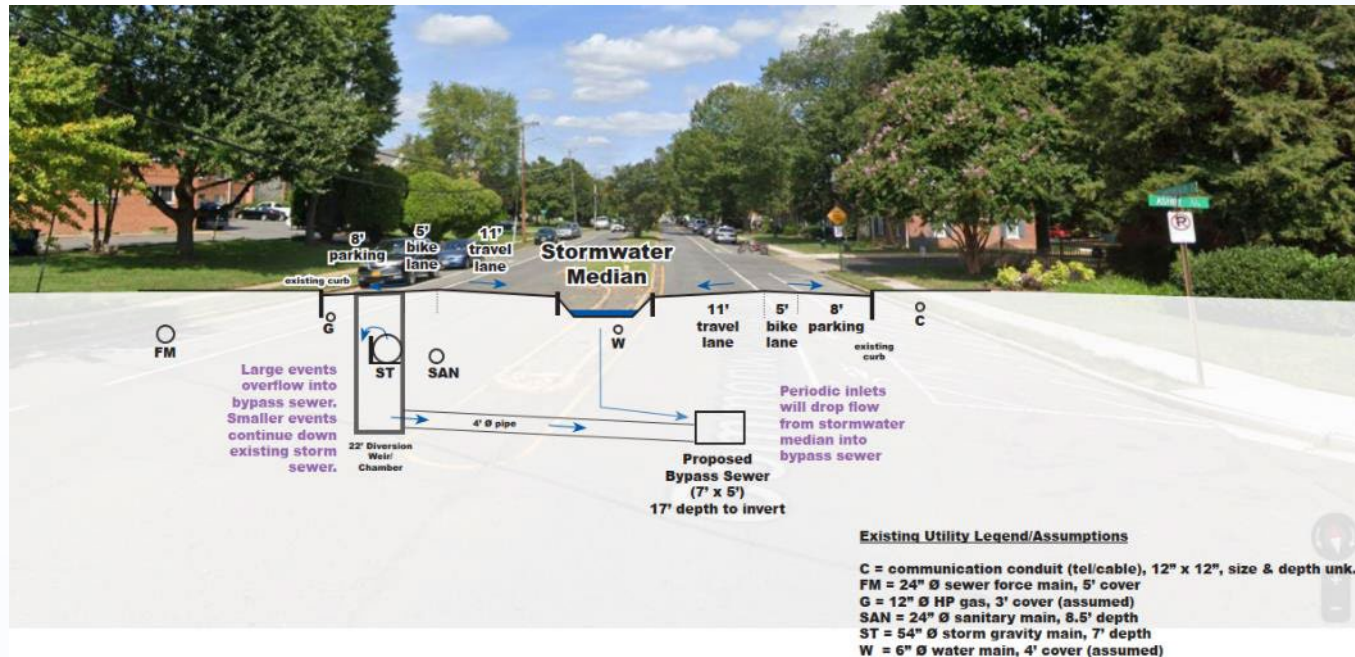 ASHBY
8'
parking
5'
bike
lane
11'
travel
lane
Stormwater
Median
existing curb
G
FM
ST
SAN
W
11'
travel
lane
5'
bike
lane
8'
parking
existing
curb
C
Large events
overflow into
bypass sewer.
Smaller events
continue down
existing storm
sewer.
22' Diversion
Weir/
Chamber
4' Ø pipe
Proposed
Bypass Sewer
(7' x 5')
17' depth to invert
Periodic inlets
will drop flow
from stormwater
median into
bypass sewer
Existing Utility Legend/Assumptions
C = communication conduit (tel/cable), 12" x 12", size & depth unk.
FM = 24" Ø sewer force main, 5' cover
G = 12" Ø HP gas, 3' cover (assumed)
SAN = 24" Ø sanitary main, 8.5' depth
ST = 54" Ø storm gravity main, 7' depth
W = 6" Ø water main, 4' cover (assumed)